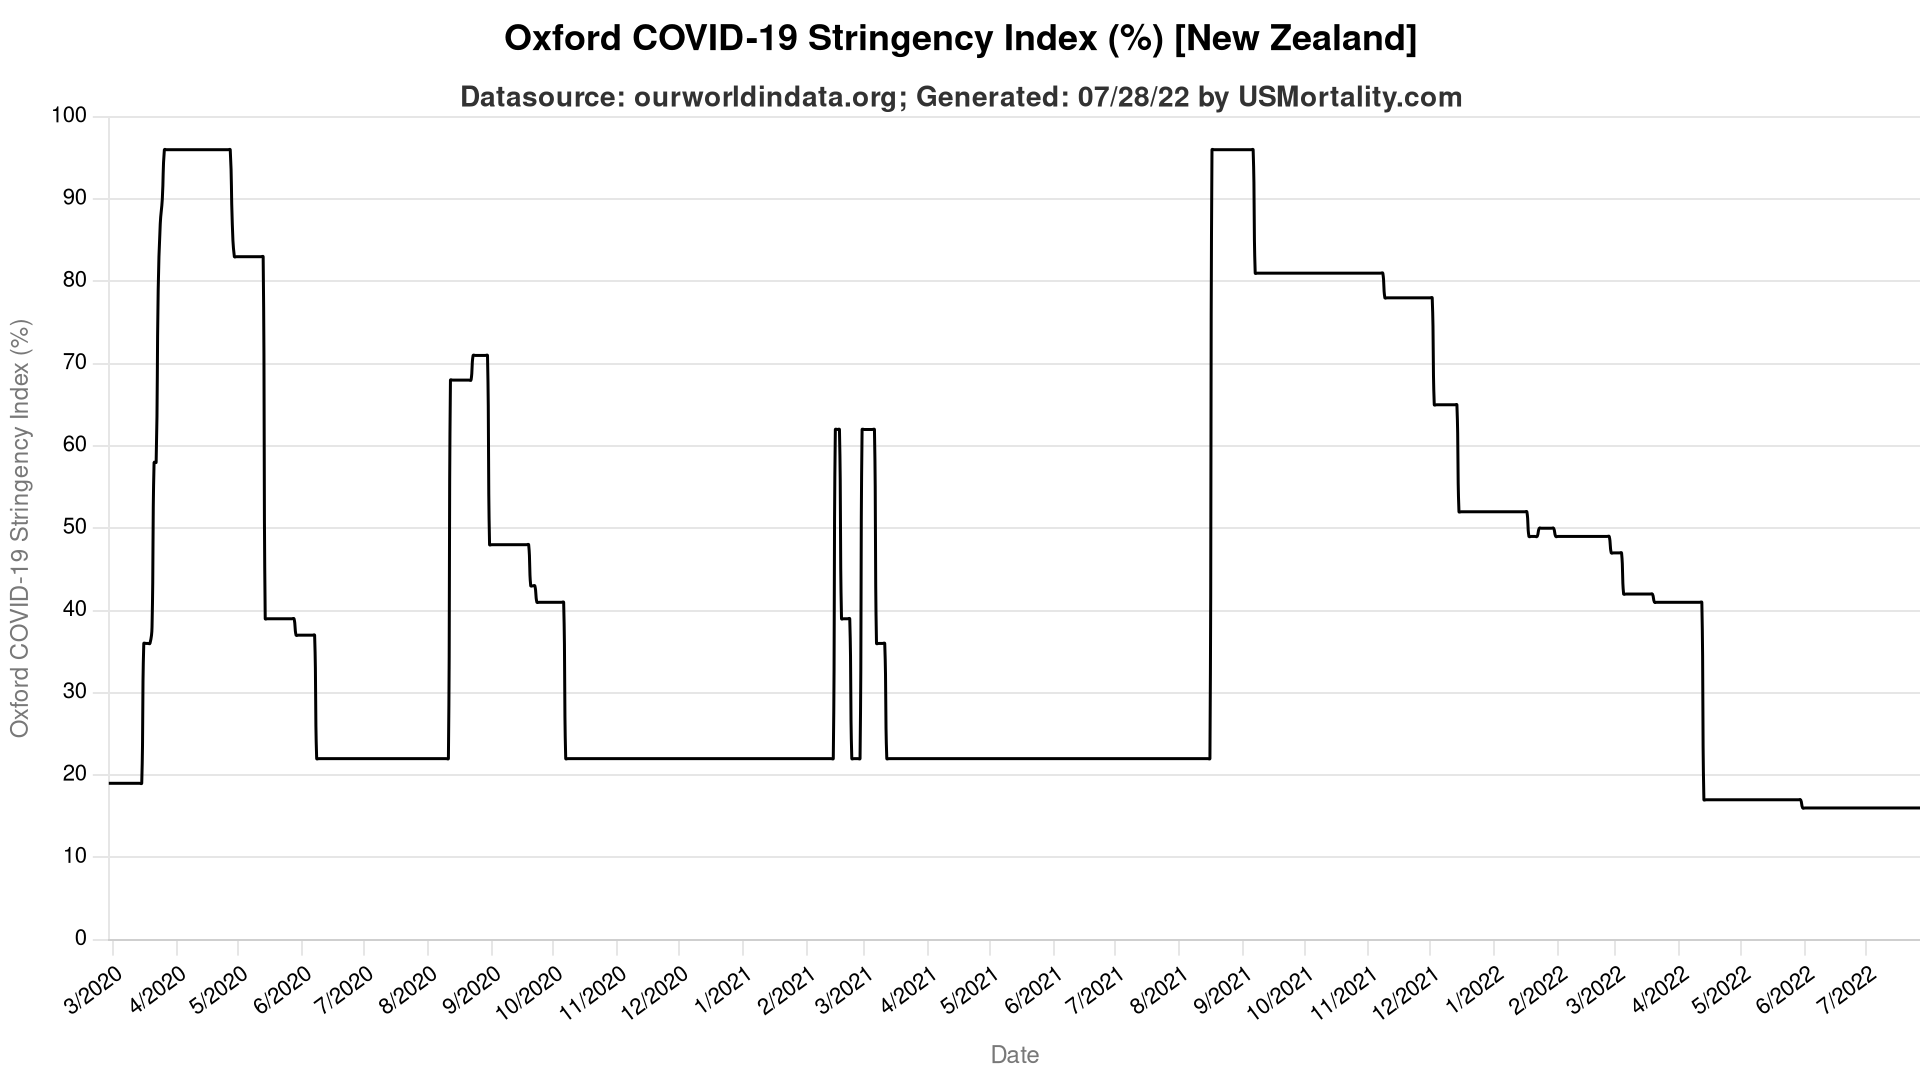 Oxford COVID-19 Stringency Index (%) [New Zealand]
Datasource: ourworldindata.org; Generated: 07/28/22 by USMortality.com
Oxford COVID-19 Stringency Index (%)
100
90
80
70
60
50
40
30
20
10
0
3/2020 4/2020 5/2020 6/2020 7/2020 8/2020 9/2020 10/2020 11/2020 12/2020 1/2021 2/2021 3/2021 4/2021 5/2021 6/2021 7/2021 8/2021 9/2021 10/2021 11/2021 12/2021 1/2022 2/2022 3/2022 4/2022 5/2022 6/2022 7/2022
Date